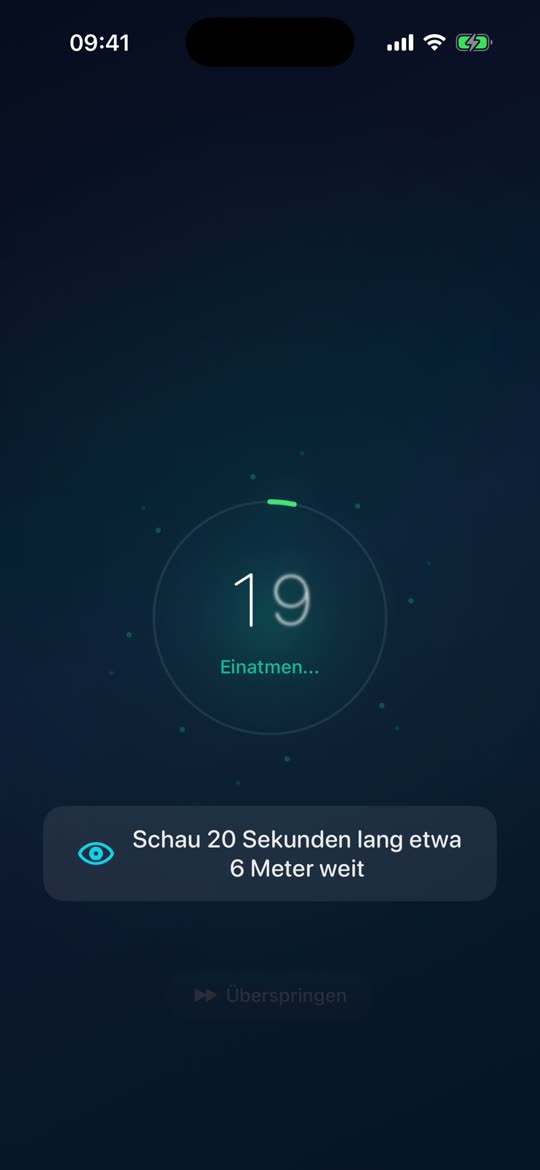 09:41
19
Einatmen...
Schau 20 Sekunden lang etwa
6 Meter weit
Überspringen